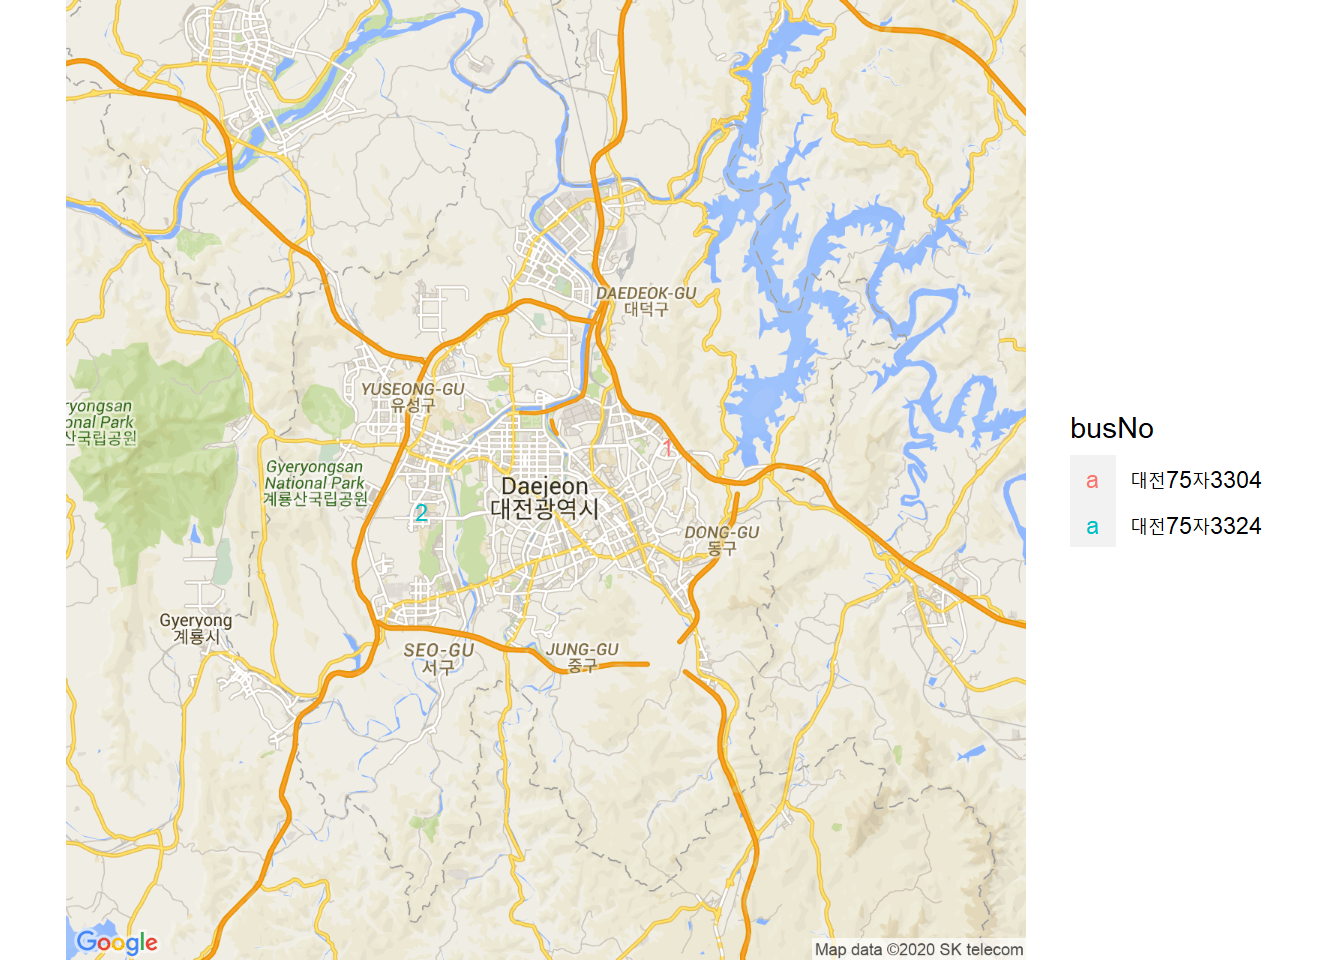 DAEDEOK-GU
대덕구
YUSEONG-GU
유성구
ryongsan
onal Park
산국립공원
1
Gyeryongsan
National Park
계룡산국립공원
Daejeon
대전광역시
2
DONG-GU
동구
Gyeryong
계룡시
SEO-GU
서구
JUNG-GU
중구
Google
Map data ©2020 SK telecom
busNo
a 대전75자3304
a 대전75자3324